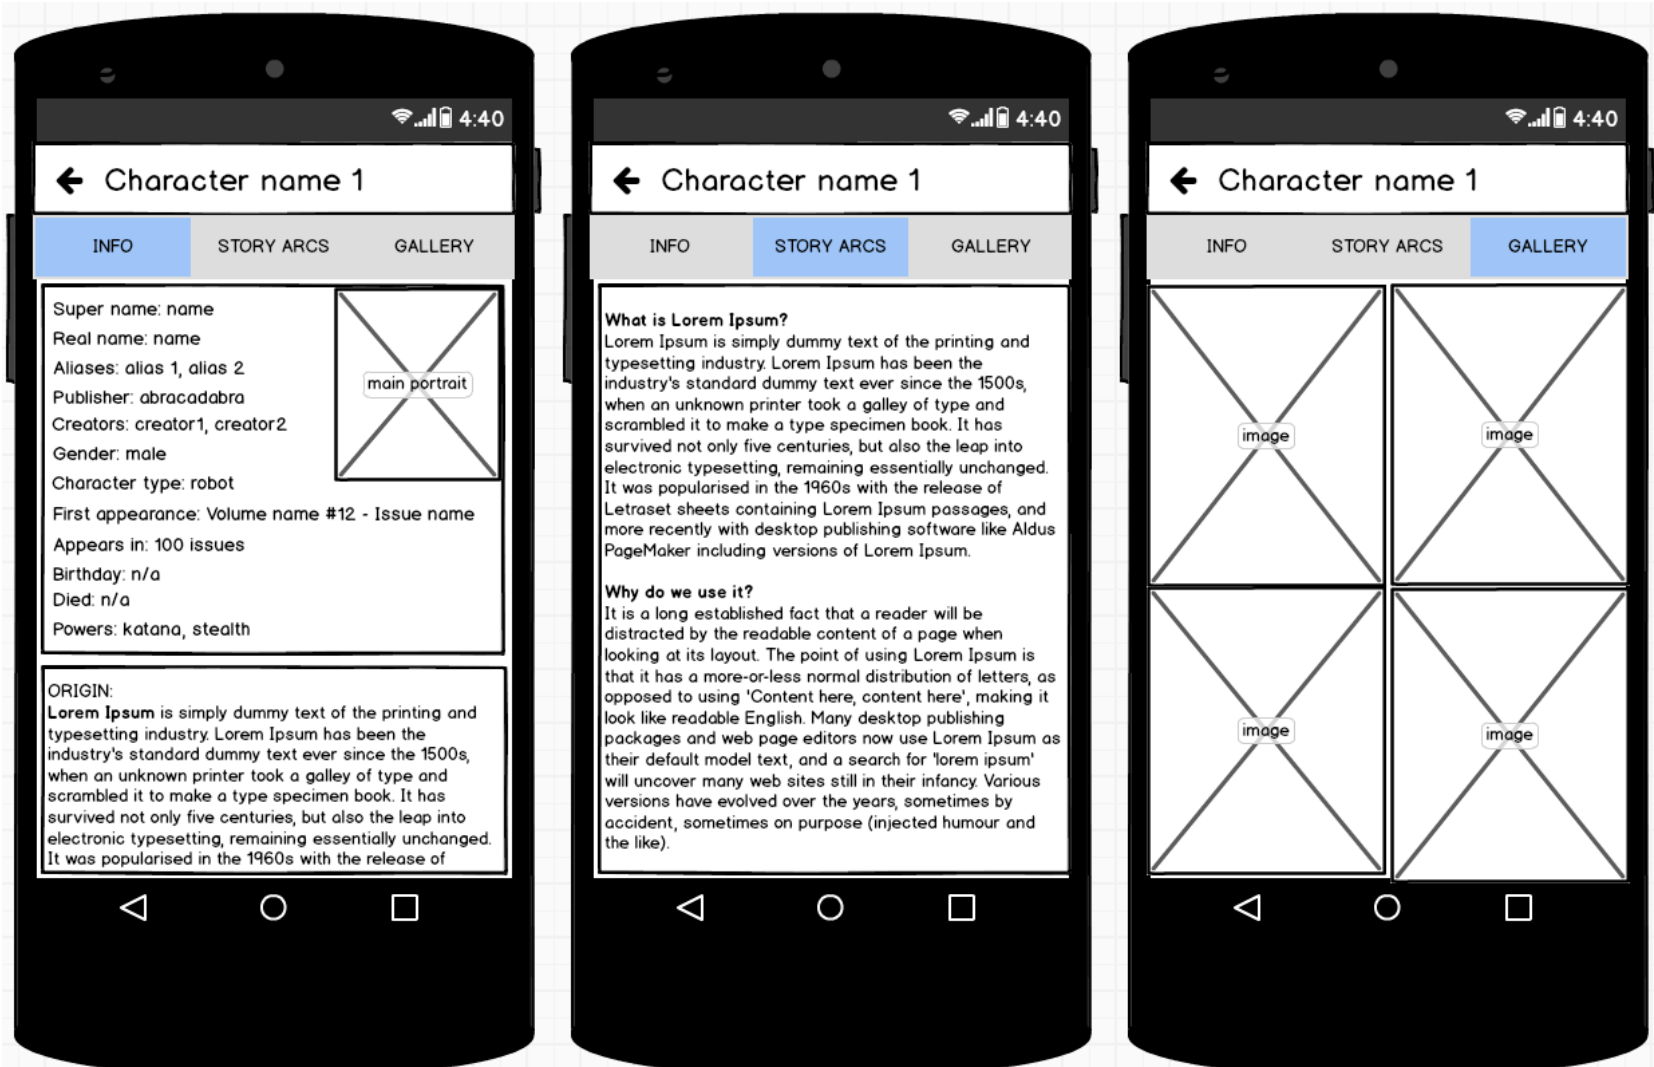 4:40
Character name 1
INFO STORY ARCS GALLERY
Super name: name
Real name: name
Aliases: alias 1, alias 2
Publisher: abracadabra
Creators: creator1, creator2
Gender: male
Character type: robot
First appearance: Volume name #12 - Issue name
Appears in: 100 issues
Birthday: n/a
Died: n/a
Powers: katana, stealth
main portrait
ORIGIN:
Lorem Ipsum is simply dummy text of the printing and
typesetting industry. Lorem Ipsum has been the
industry's standard dummy text ever since the 1500s,
when an unknown printer took a galley of type and
scrambled it to make a type specimen book. It has
survived not only five centuries, but also the leap into
electronic typesetting, remaining essentially unchanged.
It was popularised in the 1960s with the release of
4:40
Character name 1
INFO STORY ARCS GALLERY
What is Lorem Ipsum?
Lorem Ipsum is simply dummy text of the printing and
typesetting industry. Lorem Ipsum has been the
industry's standard dummy text ever since the 1500s,
when an unknown printer took a galley of type and
scrambled it to make a type specimen book. It has
survived not only five centuries, but also the leap into
electronic typesetting, remaining essentially unchanged.
It was popularised in the 1960s with the release of
Letraset sheets containing Lorem Ipsum passages, and
more recently with desktop publishing software like Aldus
PageMaker including versions of Lorem Ipsum.
Why do we use it?
It is a long established fact that a reader will be
distracted by the readable content of a page when
looking at its layout. The point of using Lorem Ipsum is
that it has a more-or-less normal distribution of letters, as
opposed to using 'Content here, content here', making it
look like readable English. Many desktop publishing
packages and web page editors now use Lorem Ipsum as
their default model text, and a search for 'lorem ipsum'
will uncover many web sites still in their infancy. Various
versions have evolved over the years, sometimes by
accident, sometimes on purpose (injected humour and
the like).
4:40
Character name 1
INFO STORY ARCS GALLERY
image
image
image
image